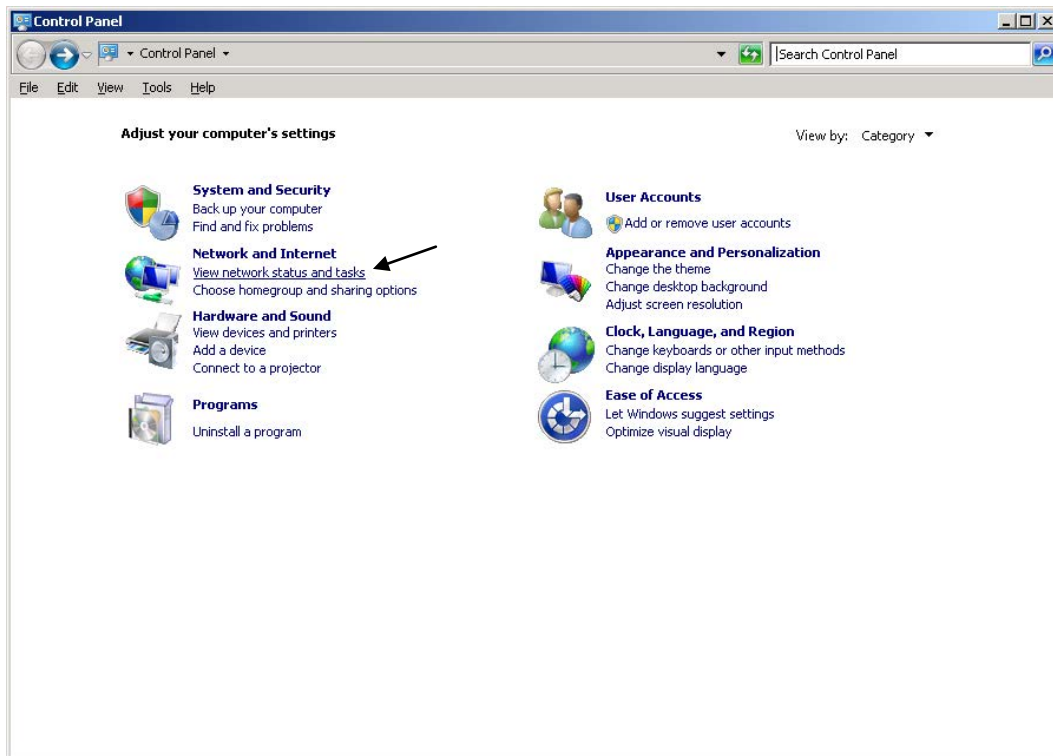 Control Panel
Control Panel
Search Control Panel
File Edit View Tools Help
Adjust your computer's settings
View by: Category
System and Security
Back up your computer
Find and fix problems
Network and Internet
View network status and tasks
Choose homegroup and sharing options
Hardware and Sound
View devices and printers
Add a device
Connect to a projector
Programs
Uninstall a program
User Accounts
Add or remove user accounts
Appearance and Personalization
Change the theme
Change desktop background
Adjust screen resolution
Clock, Language, and Region
Change keyboards or other input methods
Change display language
Ease of Access
Let Windows suggest settings
Optimize visual display